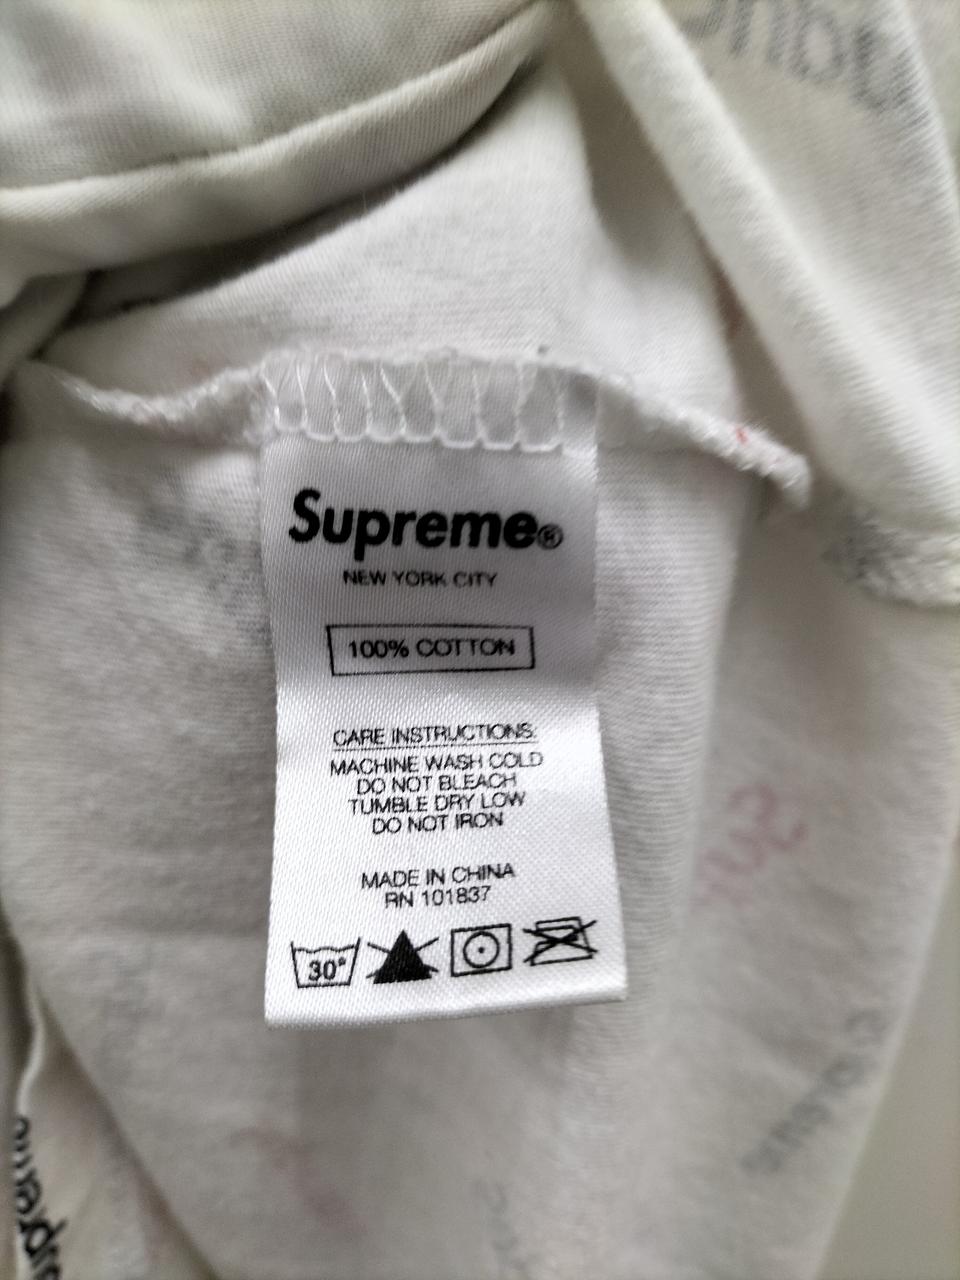 Supreme®
NEW YORK CITY
100% COTTON
CARE INSTRUCTIONS:
MACHINE WASH COLD
DO NOT BLEACH
TUMBLE DRY LOW
DO NOT IRON
MADE IN CHINA
RN 101837
30°